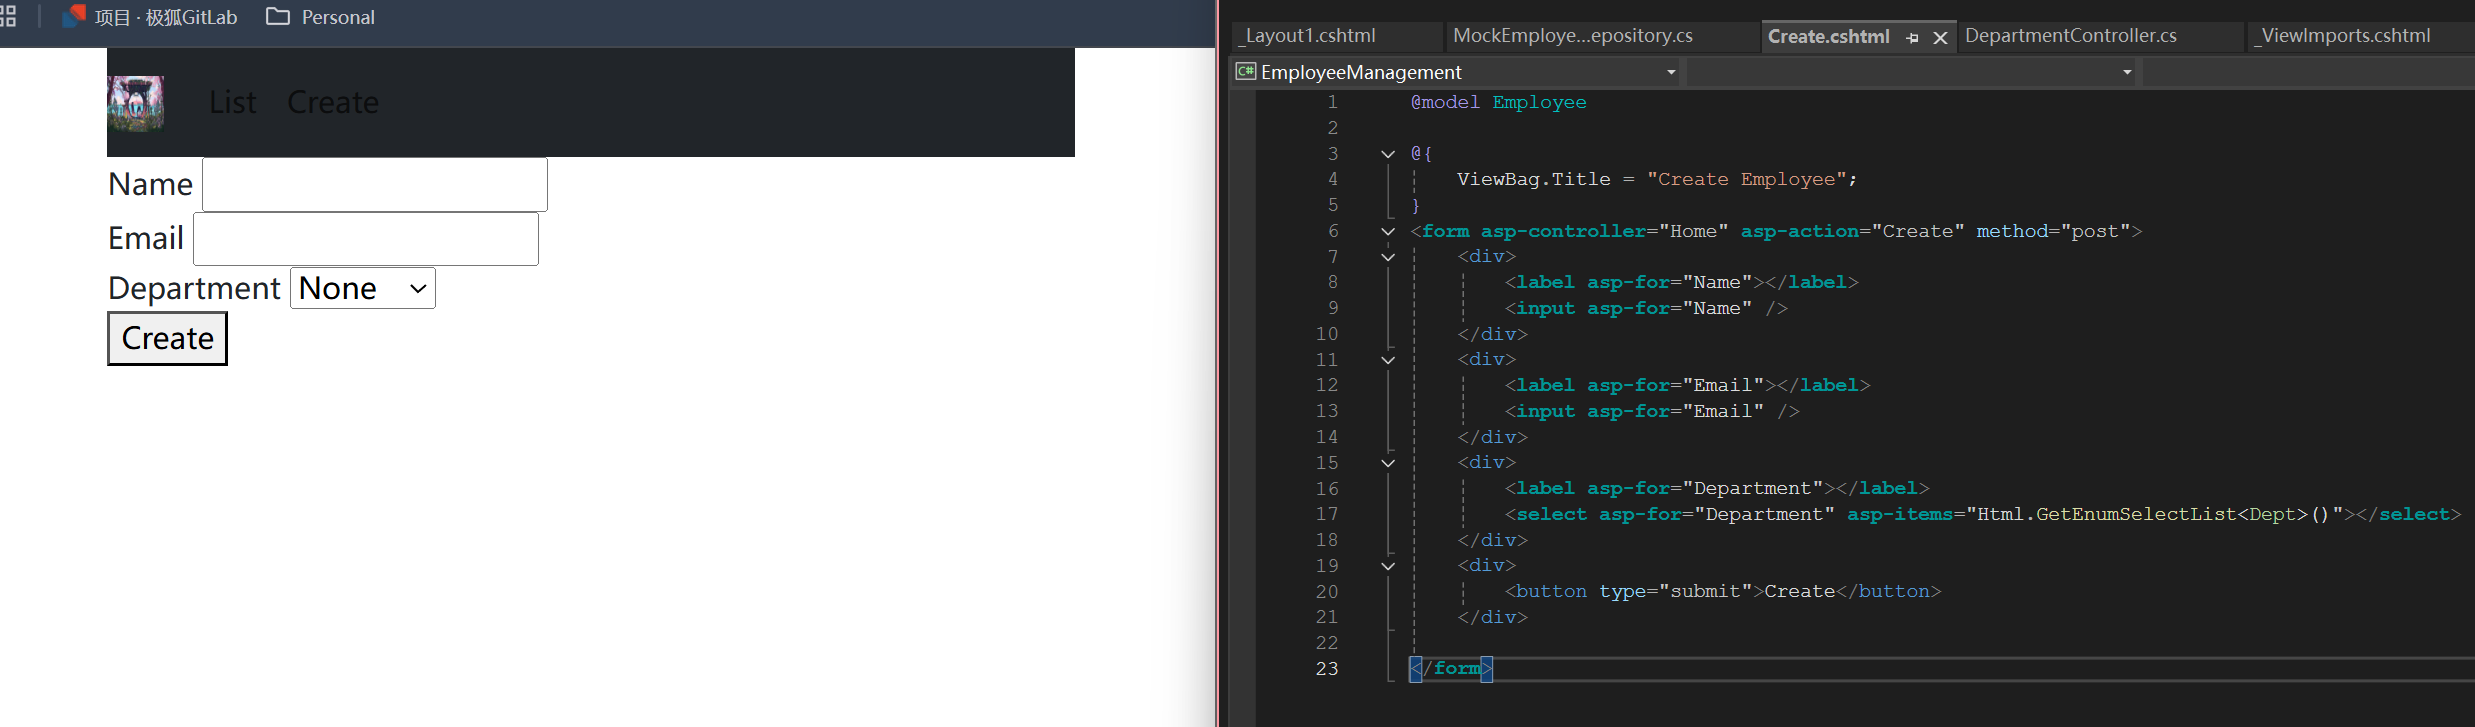 项目 · 极狐GitLab Personal
List Create
Name
Email
Department None
Create
_Layout1.cshtml MockEmploye...epository.cs Create.cshtml DepartmentController.cs _ViewImports.cshtml
C# EmployeeManagement
1 @model Employee
2
3 @{
4 ViewBag.Title = "Create Employee";
5 }
6 <form asp-controller="Home" asp-action="Create" method="post">
7 <div>
8 <label asp-for="Name"></label>
9 <input asp-for="Name" />
10 </div>
11 <div>
12 <label asp-for="Email"></label>
13 <input asp-for="Email" />
14 </div>
15 <div>
16 <label asp-for="Department"></label>
17 <select asp-for="Department" asp-items="Html.GetEnumSelectList<Dept>()"></select>
18 </div>
19 <div>
20 <button type="submit">Create</button>
21 </div>
22
23 </form>